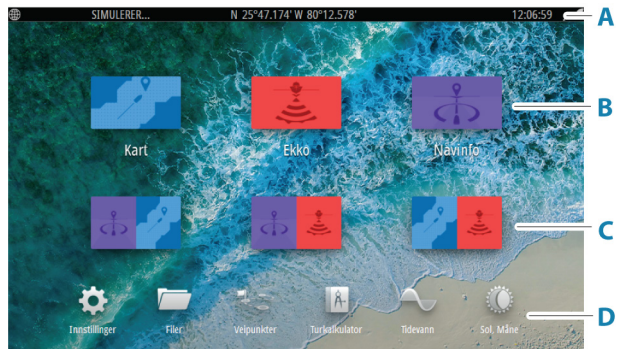 SIMULERER... N 25°47.174' W 80°12.578' 12:06:59 A
B
Kart Ekko Navinfo
C
D
Innstillinger Filer Veipunkter Turkalkulator Tidevann Sol, Måne